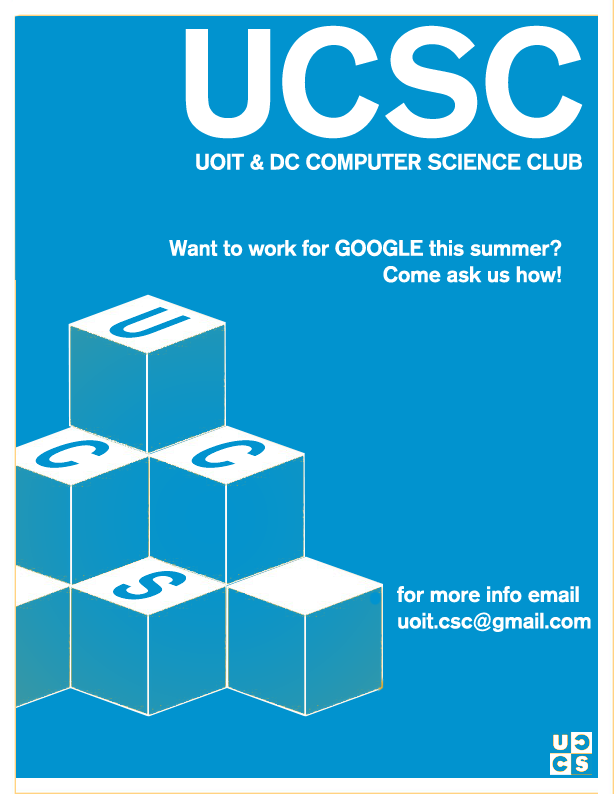 UCSC
UOIT & DC COMPUTER SCIENCE CLUB
Want to work for GOOGLE this summer?
Come ask us how!
U
C C
S
for more info email
uoit.csc@gmail.com
UC
CS